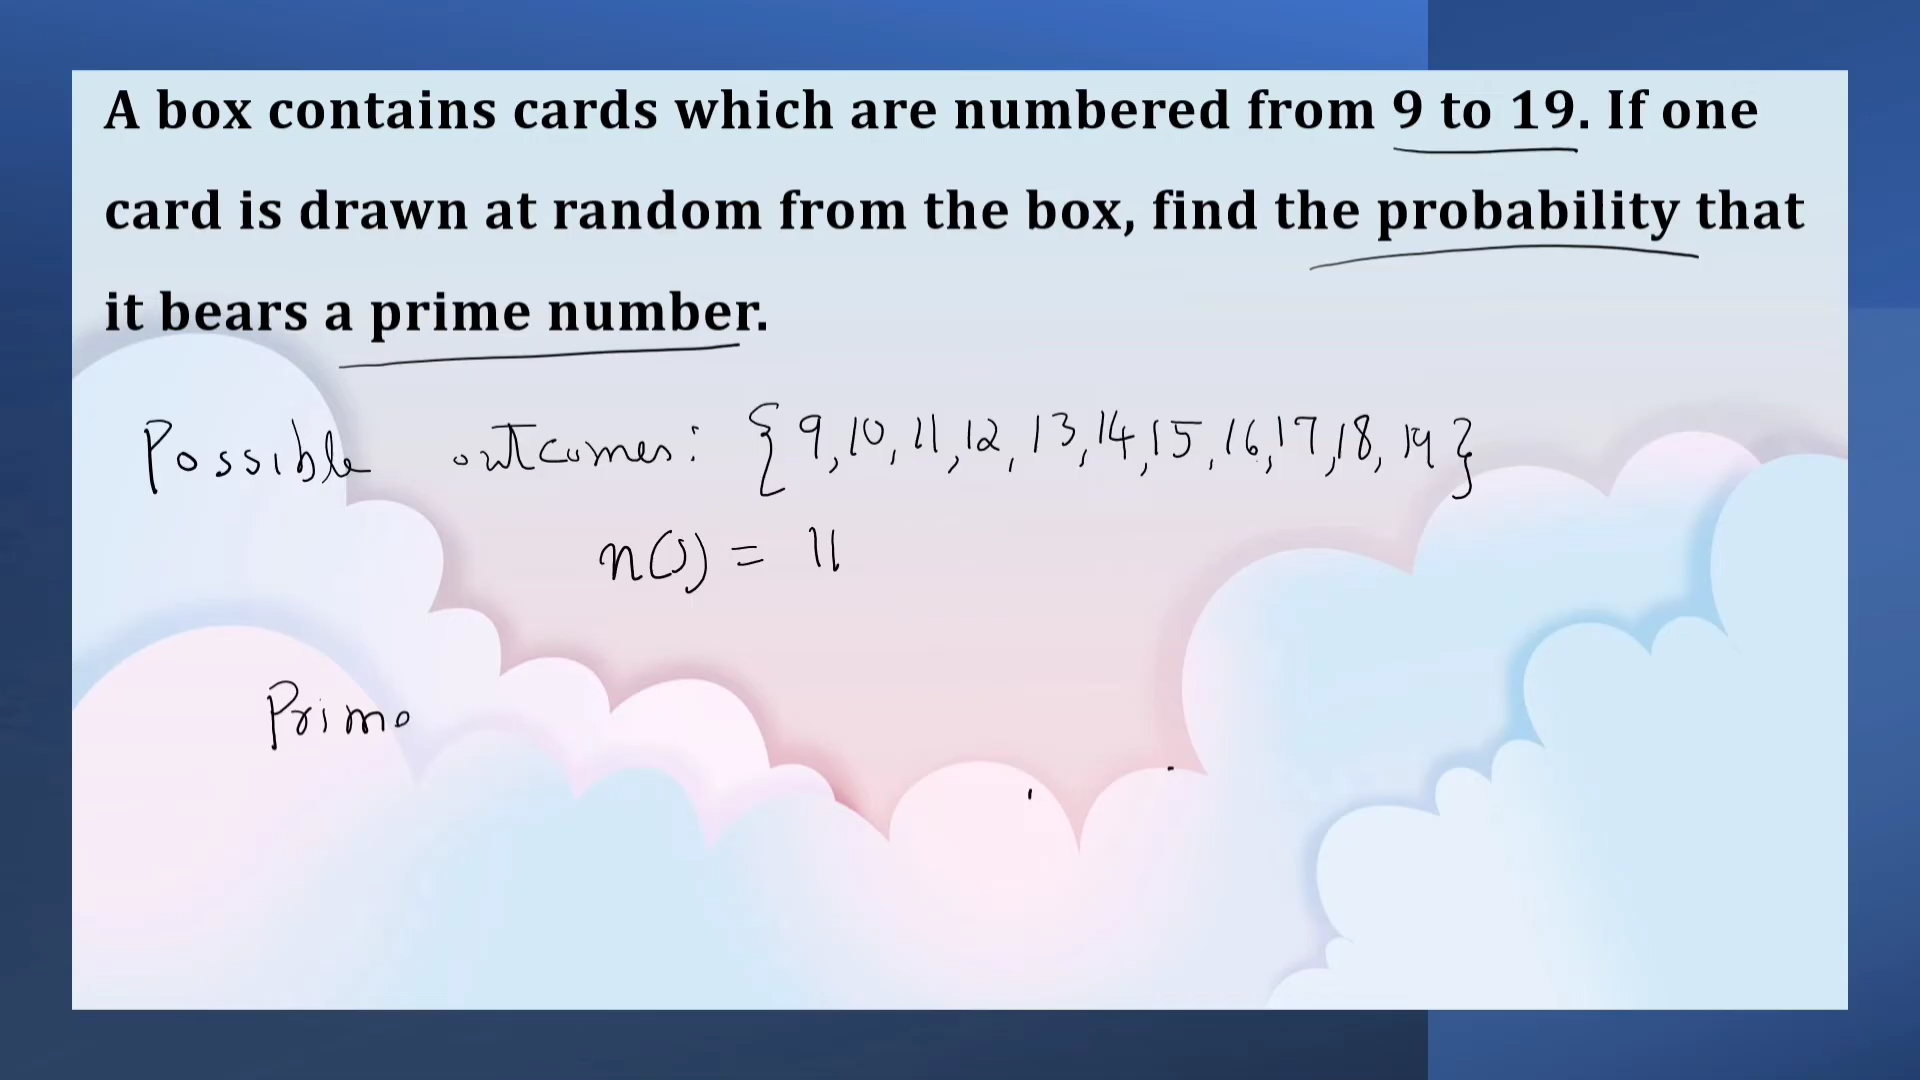 A box contains cards which are numbered from 9 to 19. If one
card is drawn at random from the box, find the probability that
it bears a prime number.
Possible outcomes: {9,10,11,12,13,14,15,16,17,18,19}
n(s) = 11
Prime